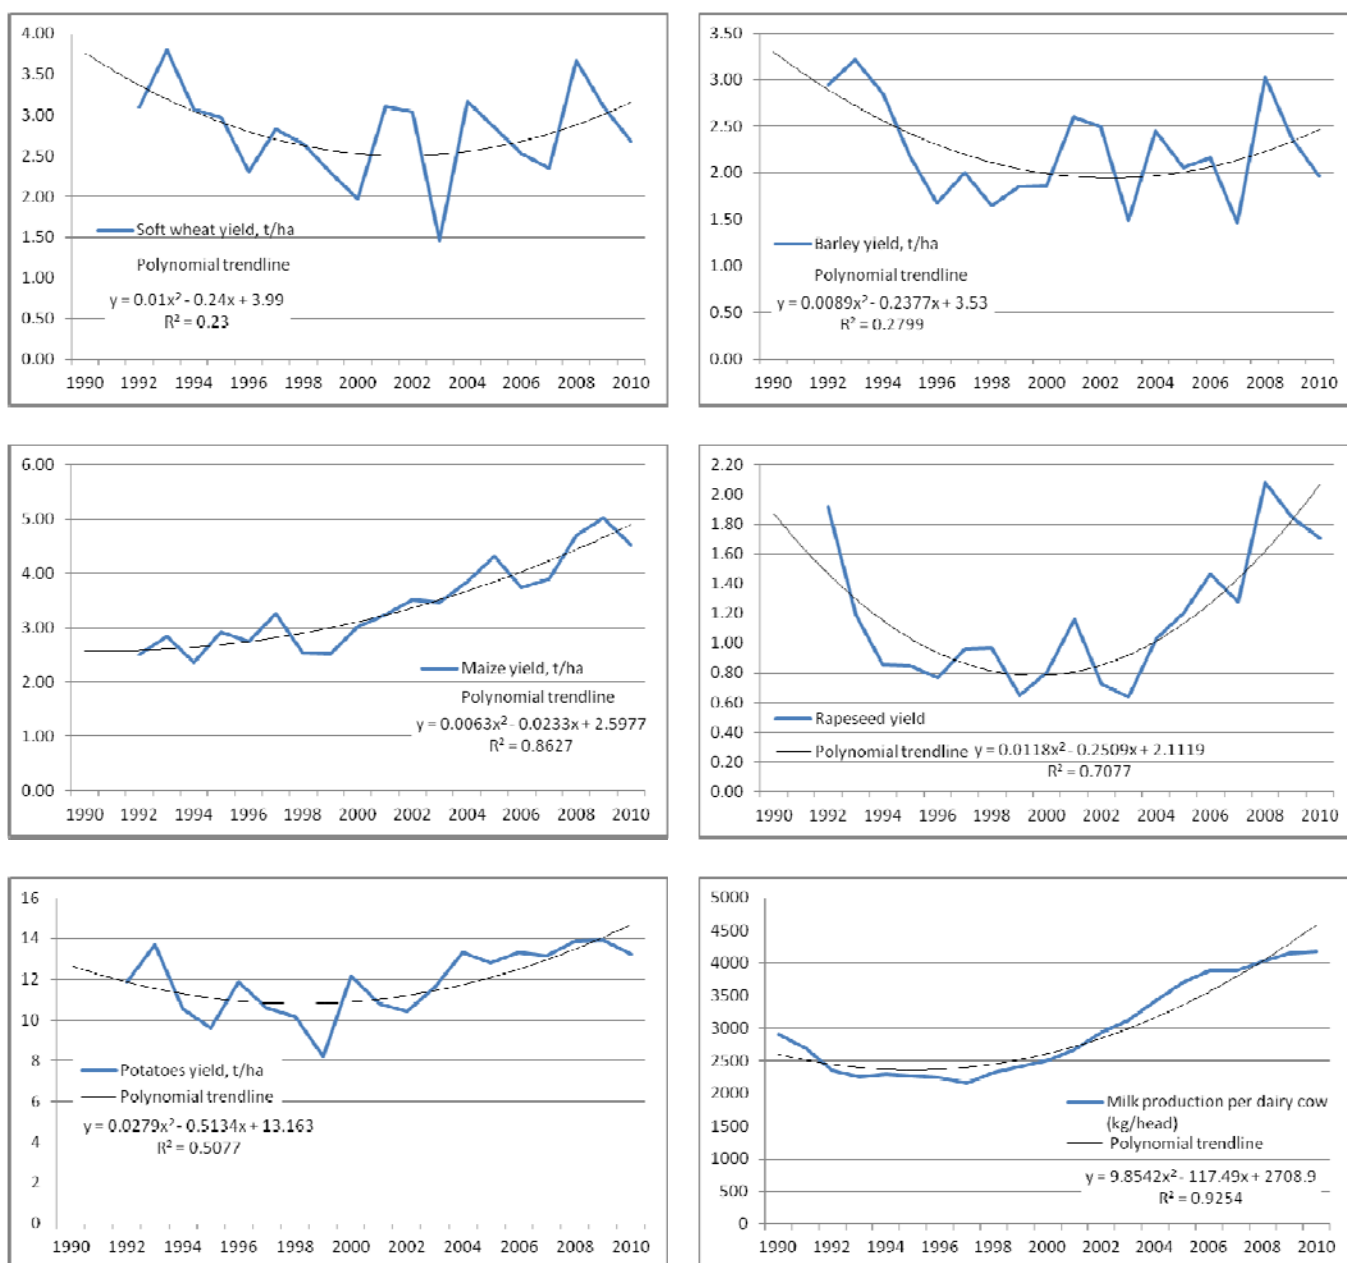 4.00
3.50
3.00
2.50
2.00
1.50
1.00
0.50
0.00
Soft wheat yield, t/ha
Polynomial trendline
y = 0.01x² - 0.24x + 3.99
R² = 0.23
1990 1992 1994 1996 1998 2000 2002 2004 2006 2008 2010
3.50
3.00
2.50
2.00
1.50
1.00
0.50
0.00
Barley yield, t/ha
Polynomial trendline
y = 0.0089x² - 0.2377x + 3.53
R² = 0.2799
1990 1992 1994 1996 1998 2000 2002 2004 2006 2008 2010
6.00
5.00
4.00
3.00
2.00
1.00
0.00
Maize yield, t/ha
Polynomial trendline
y = 0.0063x² - 0.0233x + 2.5977
R² = 0.8627
1990 1992 1994 1996 1998 2000 2002 2004 2006 2008 2010
2.20
2.00
1.80
1.60
1.40
1.20
1.00
0.80
0.60
0.40
0.20
0.00
Rapeseed yield
Polynomial trendline y = 0.0118x² - 0.2509x + 2.1119
R² = 0.7077
1990 1992 1994 1996 1998 2000 2002 2004 2006 2008 2010
16
14
12
10
8
6
4
2
0
Potatoes yield, t/ha
Polynomial trendline
y = 0.0279x² - 0.5134x + 13.163
R² = 0.5077
1990 1992 1994 1996 1998 2000 2002 2004 2006 2008 2010
5000
4500
4000
3500
3000
2500
2000
1500
1000
500
0
Milk production per dairy cow
(kg/head)
Polynomial trendline
y = 9.8542x² - 117.49x + 2708.9
R² = 0.9254
1990 1992 1994 1996 1998 2000 2002 2004 2006 2008 2010